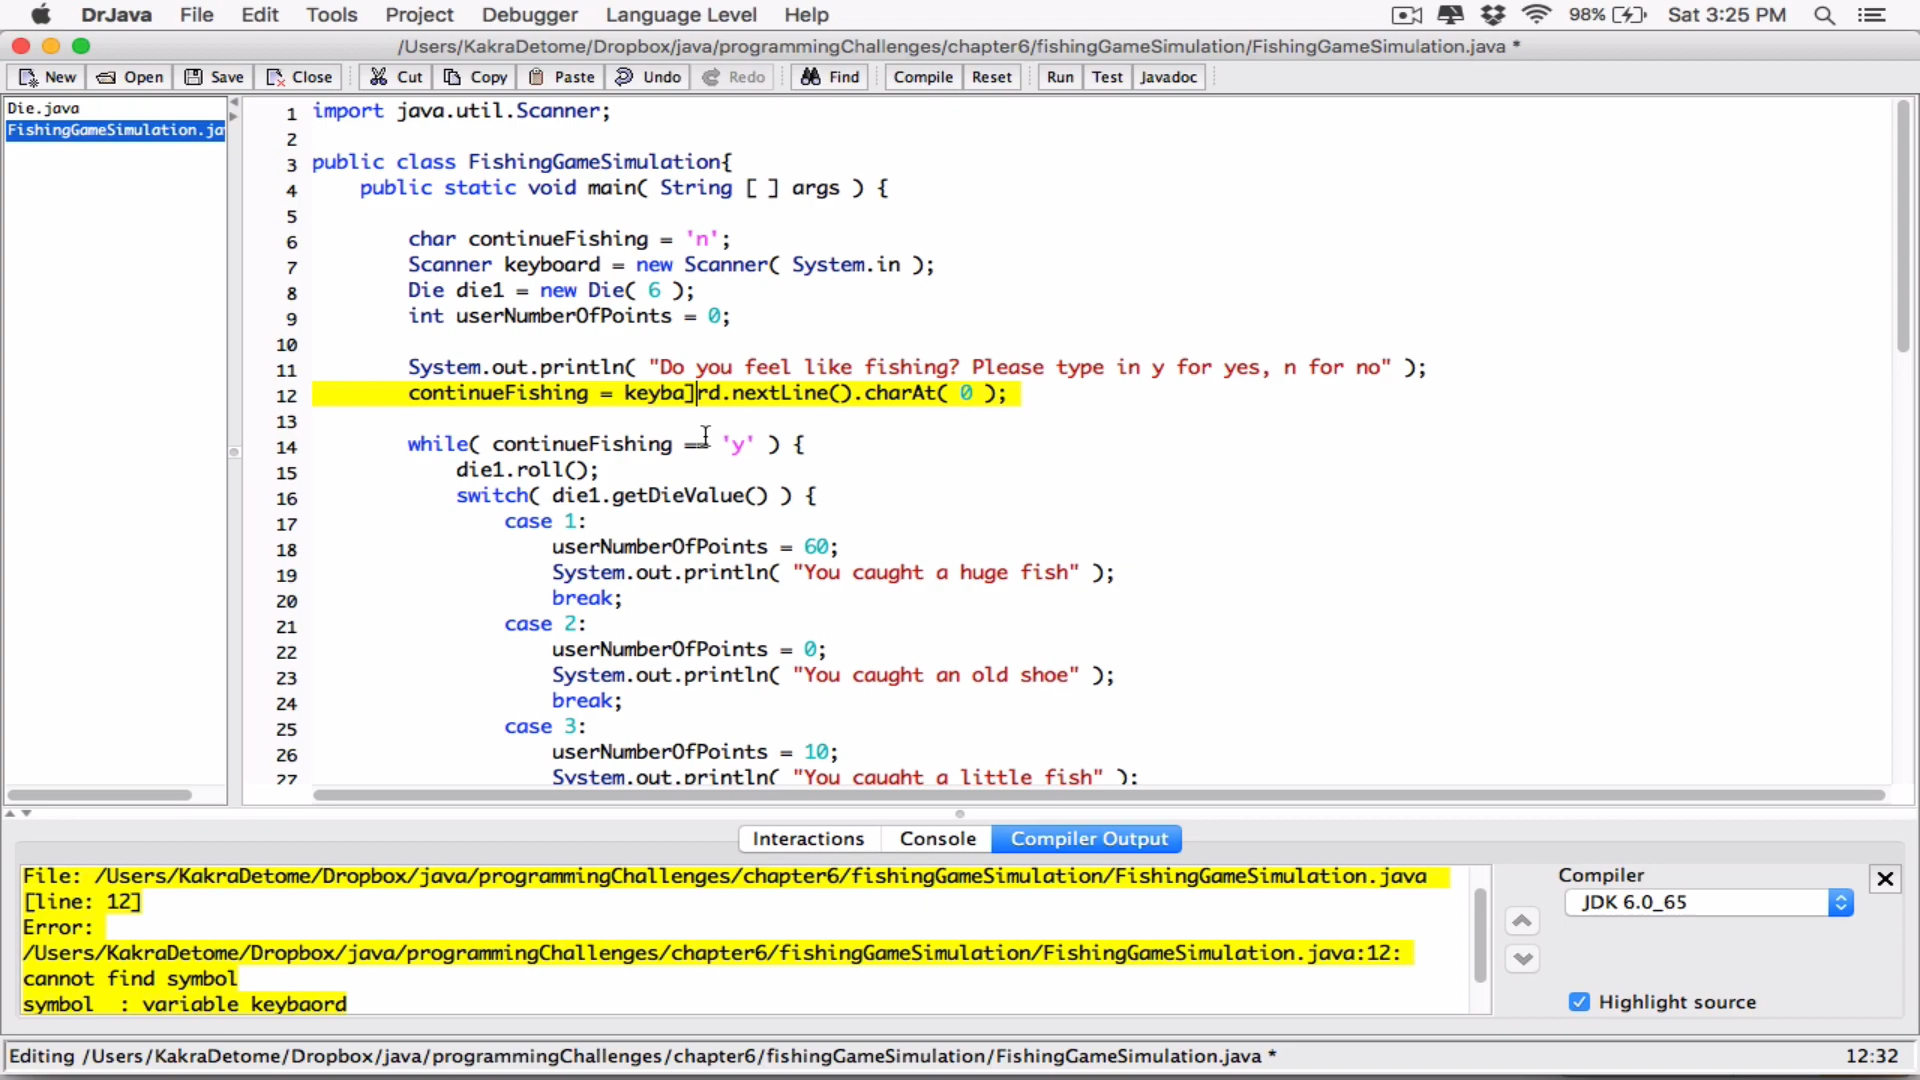 DrJava File Edit Tools Project Debugger Language Level Help 98% Sat 3:25 PM
/Users/KakraDetome/Dropbox/java/programmingChallenges/chapter6/fishingGameSimulation/FishingGameSimulation.java *
New Open Save Close Cut Copy Paste Undo Redo Find Compile Reset Run Test Javadoc
Die.java
FishingGameSimulation.ja
1 import java.util.Scanner;
2
3 public class FishingGameSimulation{
4 public static void main( String [ ] args ) {
5
6 char continueFishing = 'n';
7 Scanner keyboard = new Scanner( System.in );
8 Die die1 = new Die( 6 );
9 int userNumberOfPoints = 0;
10
11 System.out.println( "Do you feel like fishing? Please type in y for yes, n for no" );
12 continueFishing = keyba]rd.nextLine().charAt( 0 );
13
14 while( continueFishing == 'y' ) {
15 die1.roll();
16 switch( die1.getDieValue() ) {
17 case 1:
18 userNumberOfPoints = 60;
19 System.out.println( "You caught a huge fish" );
20 break;
21 case 2:
22 userNumberOfPoints = 0;
23 System.out.println( "You caught an old shoe" );
24 break;
25 case 3:
26 userNumberOfPoints = 10;
27 System.out.println( "You caught a little fish" );
Interactions Console Compiler Output
File: /Users/KakraDetome/Dropbox/java/programmingChallenges/chapter6/fishingGameSimulation/FishingGameSimulation.java
[line: 12]
Error:
/Users/KakraDetome/Dropbox/java/programmingChallenges/chapter6/fishingGameSimulation/FishingGameSimulation.java:12:
cannot find symbol
symbol : variable keybaord
Compiler
JDK 6.0_65
Highlight source
Editing /Users/KakraDetome/Dropbox/java/programmingChallenges/chapter6/fishingGameSimulation/FishingGameSimulation.java * 12:32